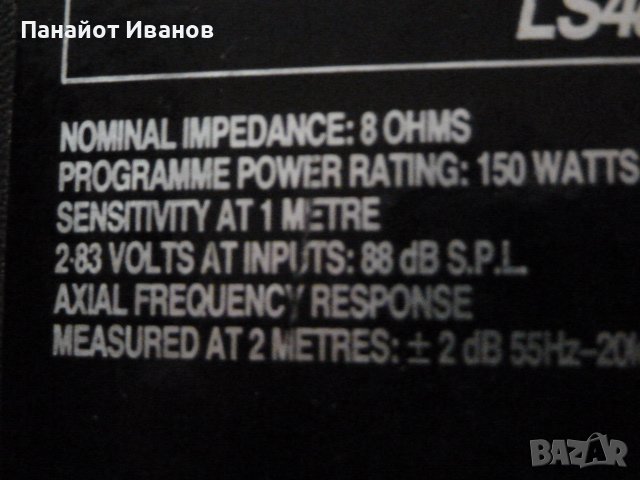 Панайот Иванов
NOMINAL IMPEDANCE: 8 OHMS
PROGRAMME POWER RATING: 150 WATTS
SENSITIVITY AT 1 METRE
2·83 VOLTS AT INPUTS: 88 dB S.P.L.
AXIAL FREQUENCY RESPONSE
MEASURED AT 2 METRES: ± 2 dB 55Hz-20
BAZAR